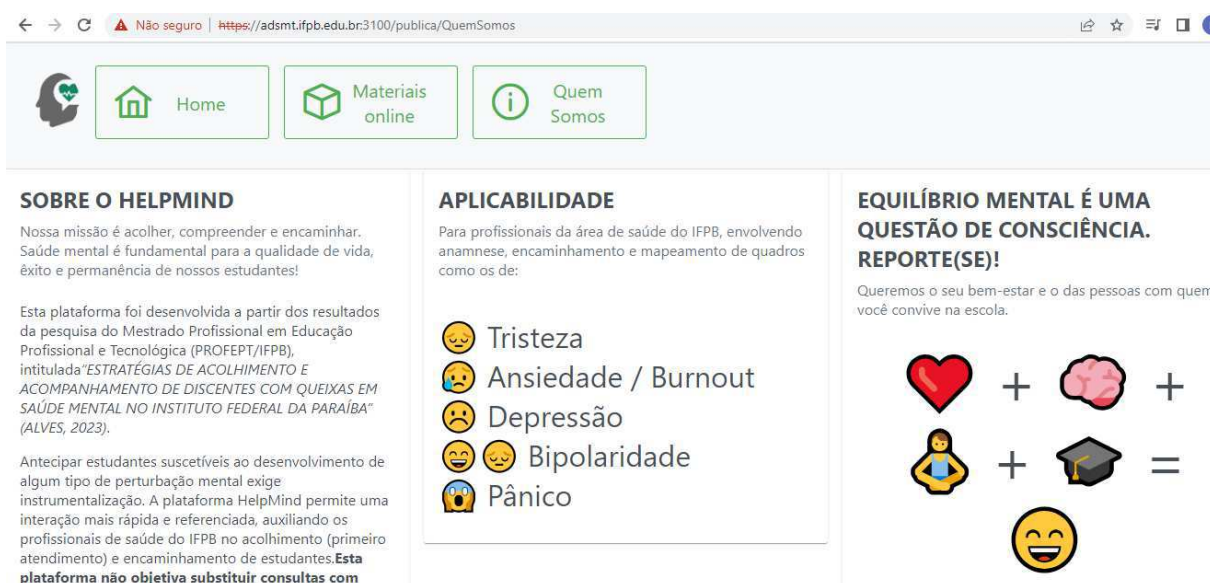 Não seguro | https://adsmt.ifpb.edu.br:3100/publica/QuemSomos
Home
Materiais
online
Quem
Somos
SOBRE O HELPMIND
Nossa missão é acolher, compreender e encaminhar.
Saúde mental é fundamental para a qualidade de vida,
êxito e permanência de nossos estudantes!
Esta plataforma foi desenvolvida a partir dos resultados
da pesquisa do Mestrado Profissional em Educação
Profissional e Tecnológica (PROFEPT/IFPB),
intitulada"ESTRATÉGIAS DE ACOLHIMENTO E
ACOMPANHAMENTO DE DISCENTES COM QUEIXAS EM
SAÚDE MENTAL NO INSTITUTO FEDERAL DA PARAÍBA"
(ALVES, 2023).
Antecipar estudantes suscetíveis ao desenvolvimento de
algum tipo de perturbação mental exige
instrumentalização. A plataforma HelpMind permite uma
interação mais rápida e referenciada, auxiliando os
profissionais de saúde do IFPB no acolhimento (primeiro
atendimento) e encaminhamento de estudantes.Esta
plataforma não objetiva substituir consultas com
APLICABILIDADE
Para profissionais da área de saúde do IFPB, envolvendo
anamnese, encaminhamento e mapeamento de quadros
como os de:
Tristeza
Ansiedade / Burnout
Depressão
Bipolaridade
Pânico
EQUILÍBRIO MENTAL É UMA
QUESTÃO DE CONSCIÊNCIA.
REPORTE(SE)!
Queremos o seu bem-estar e o das pessoas com quem
você convive na escola.
+ +
+ =